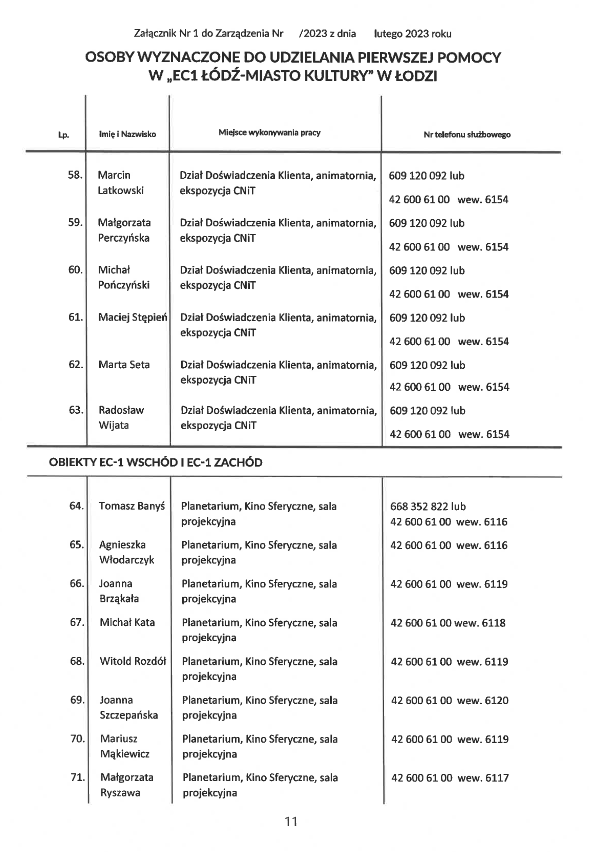 Załącznik Nr 1 do Zarządzenia Nr /2023 z dnia lutego 2023 roku
OSOBY WYZNACZONE DO UDZIELANIA PIERWSZEJ POMOCY
W „EC1 ŁÓDŹ-MIASTO KULTURY” W ŁODZI
Lp. Imię i Nazwisko Miejsce wykonywania pracy Nr telefonu służbowego
58. Marcin Dział Doświadczenia Klienta, animatornia, 609 120 092 lub
Latkowski ekspozycja CNiT
42 600 61 00 wew. 6154
59. Małgorzata Dział Doświadczenia Klienta, animatornia, 609 120 092 lub
Perczyńska ekspozycja CNiT
42 600 61 00 wew. 6154
60. Michał Dział Doświadczenia Klienta, animatornia, 609 120 092 lub
Pończyński ekspozycja CNiT
42 600 61 00 wew. 6154
61. Maciej Stępień Dział Doświadczenia Klienta, animatornia, 609 120 092 lub
ekspozycja CNiT
42 600 61 00 wew. 6154
62. Marta Seta Dział Doświadczenia Klienta, animatornia, 609 120 092 lub
ekspozycja CNiT
42 600 61 00 wew. 6154
63. Radosław Dział Doświadczenia Klienta, animatornia, 609 120 092 lub
Wijata ekspozycja CNiT
42 600 61 00 wew. 6154
OBIEKTY EC-1 WSCHÓD I EC-1 ZACHÓD
64. Tomasz Banyś Planetarium, Kino Sferyczne, sala 668 352 822 lub
projekcyjna 42 600 61 00 wew. 6116
65. Agnieszka Planetarium, Kino Sferyczne, sala 42 600 61 00 wew. 6116
Włodarczyk projekcyjna
66. Joanna Planetarium, Kino Sferyczne, sala 42 600 61 00 wew. 6119
Brząkała projekcyjna
67. Michał Kata Planetarium, Kino Sferyczne, sala 42 600 61 00 wew. 6118
projekcyjna
68. Witold Rozdół Planetarium, Kino Sferyczne, sala 42 600 61 00 wew. 6119
projekcyjna
69. Joanna Planetarium, Kino Sferyczne, sala 42 600 61 00 wew. 6120
Szczepańska projekcyjna
70. Mariusz Planetarium, Kino Sferyczne, sala 42 600 61 00 wew. 6119
Mąkiewicz projekcyjna
71. Małgorzata Planetarium, Kino Sferyczne, sala 42 600 61 00 wew. 6117
Ryszawa projekcyjna
11